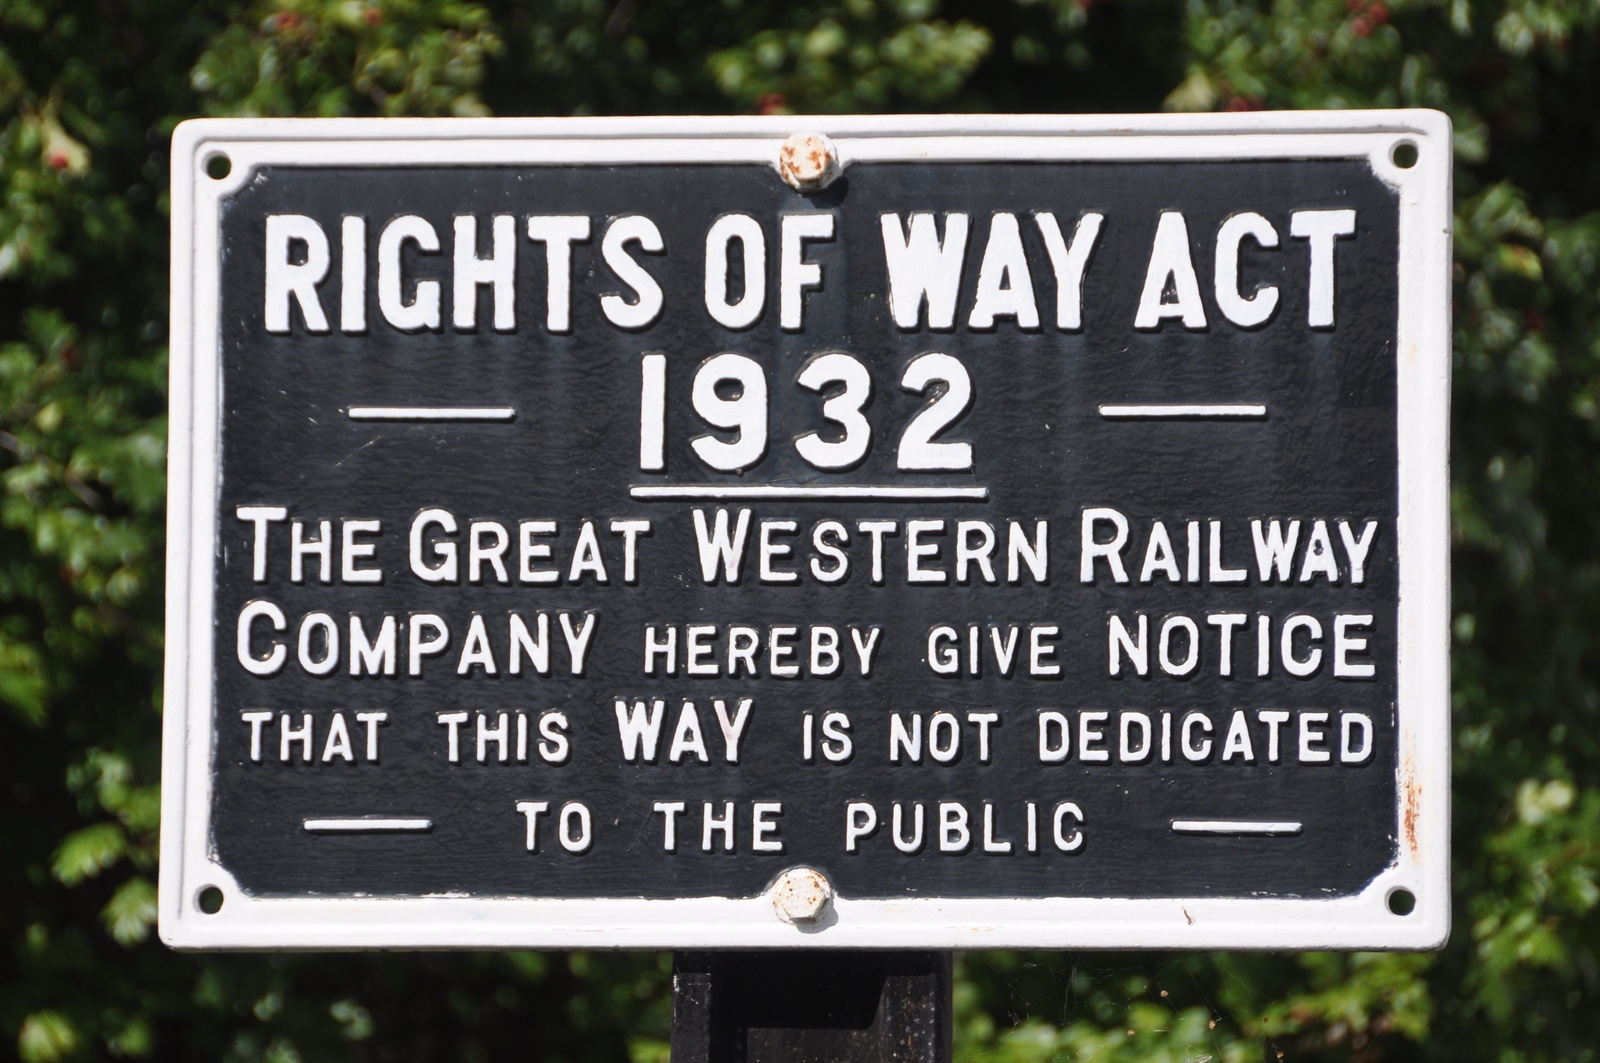 RIGHTS OF WAY ACT
1932
THE GREAT WESTERN RAILWAY
COMPANY HEREBY GIVE NOTICE
THAT THIS WAY IS NOT DEDICATED
TO THE PUBLIC